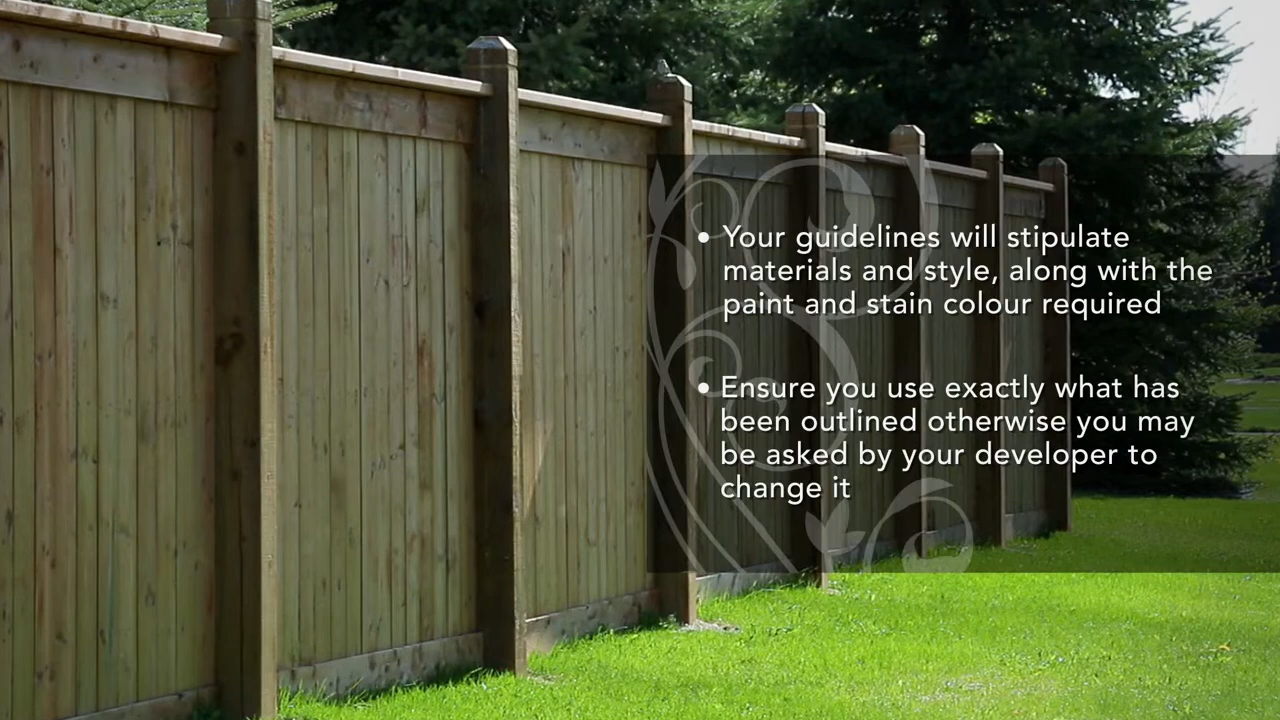 • Your guidelines will stipulate
materials and style, along with the
paint and stain colour required
• Ensure you use exactly what has
been outlined otherwise you may
be asked by your developer to
change it